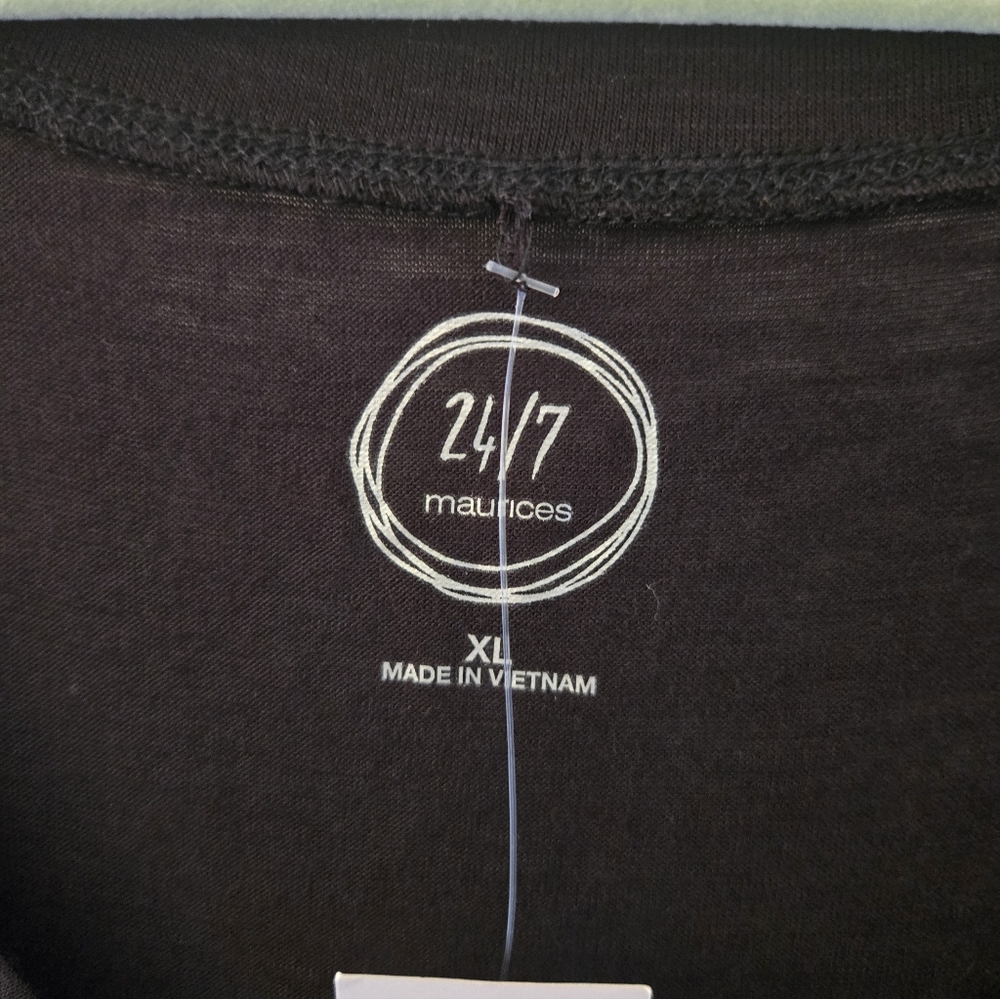 24/7
maurices
XL
MADE IN VIETNAM